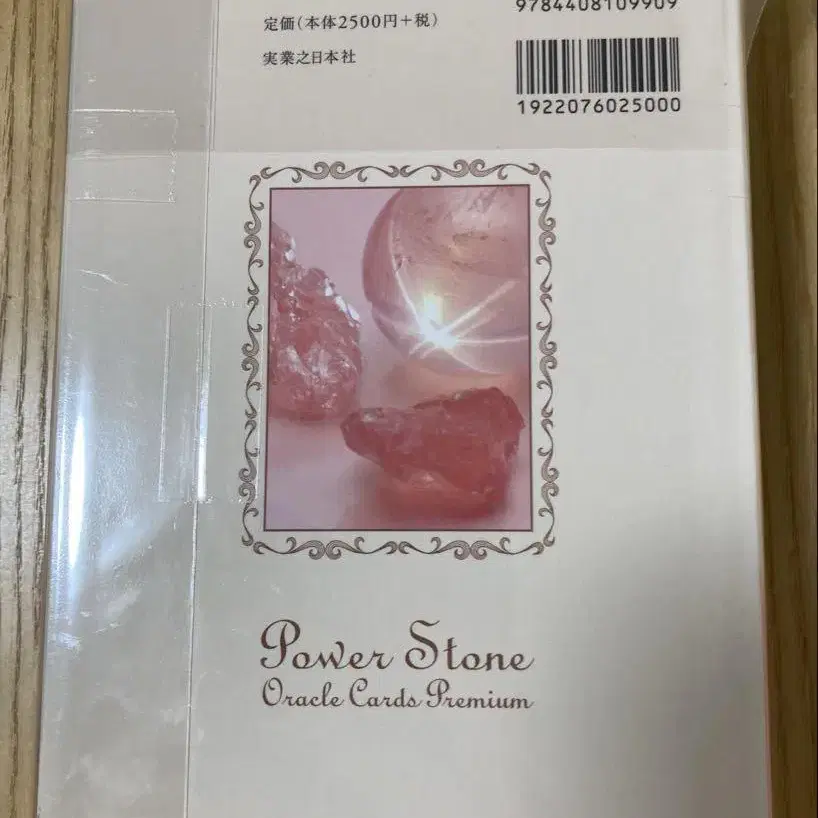 9784408109909
定価(本体2500円+税)
実業之日本社
1922076025000
Power Stone
Oracle Cards Premium